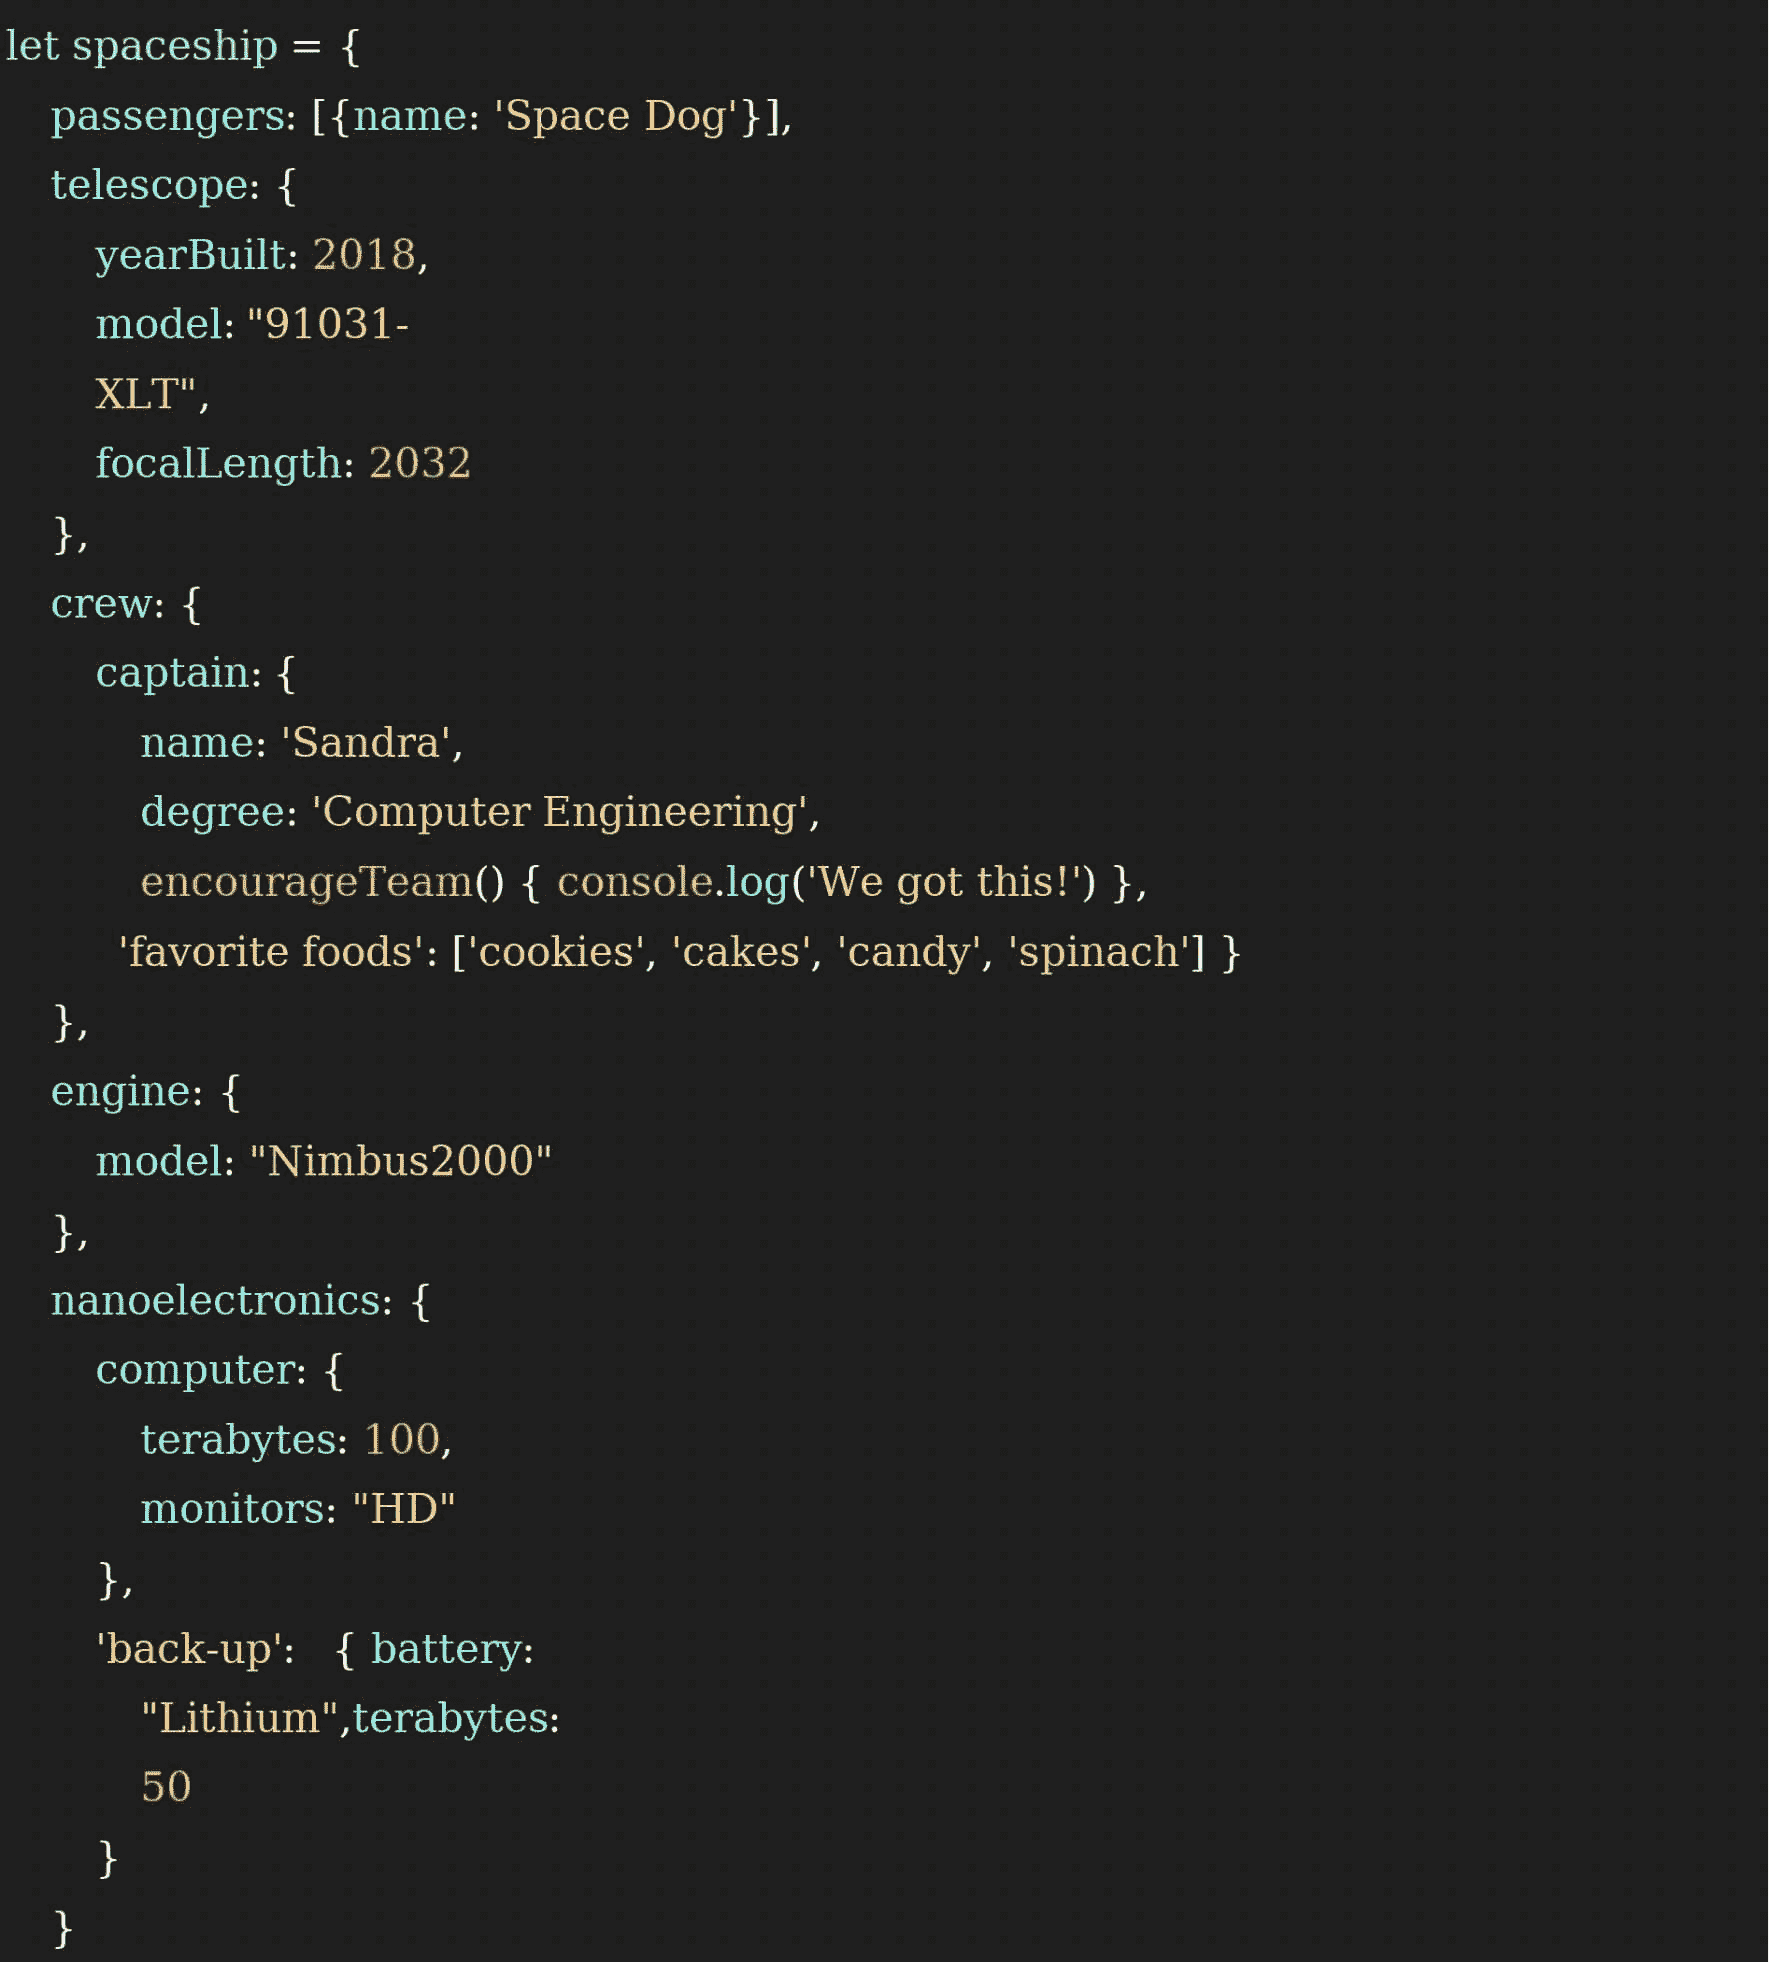 let spaceship = {
passengers: [{name: 'Space Dog'}],
telescope: {
yearBuilt: 2018,
model: "91031-
XLT",
focalLength: 2032
},
crew: {
captain: {
name: 'Sandra',
degree: 'Computer Engineering',
encourageTeam() { console.log('We got this!') },
'favorite foods': ['cookies', 'cakes', 'candy', 'spinach'] }
},
engine: {
model: "Nimbus2000"
},
nanoelectronics: {
computer: {
terabytes: 100,
monitors: "HD"
},
'back-up': { battery:
"Lithium",terabytes:
50
}
}